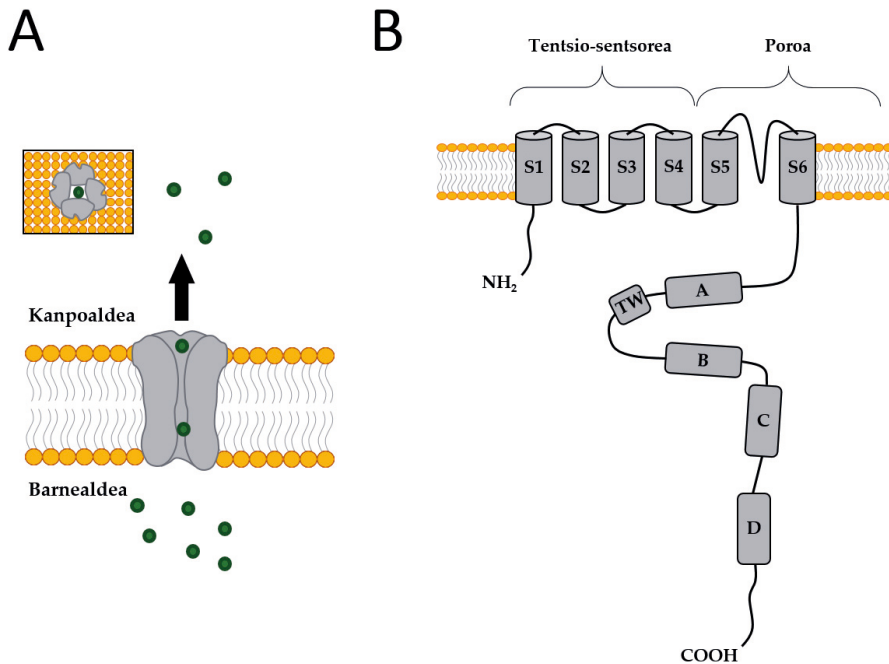 A
Kanpoaldea
Barnealdea
B
Tentsio-sentsorea
Poroa
S1
S2
S3
S4
S5
S6
NH₂
TW
A
B
C
D
COOH